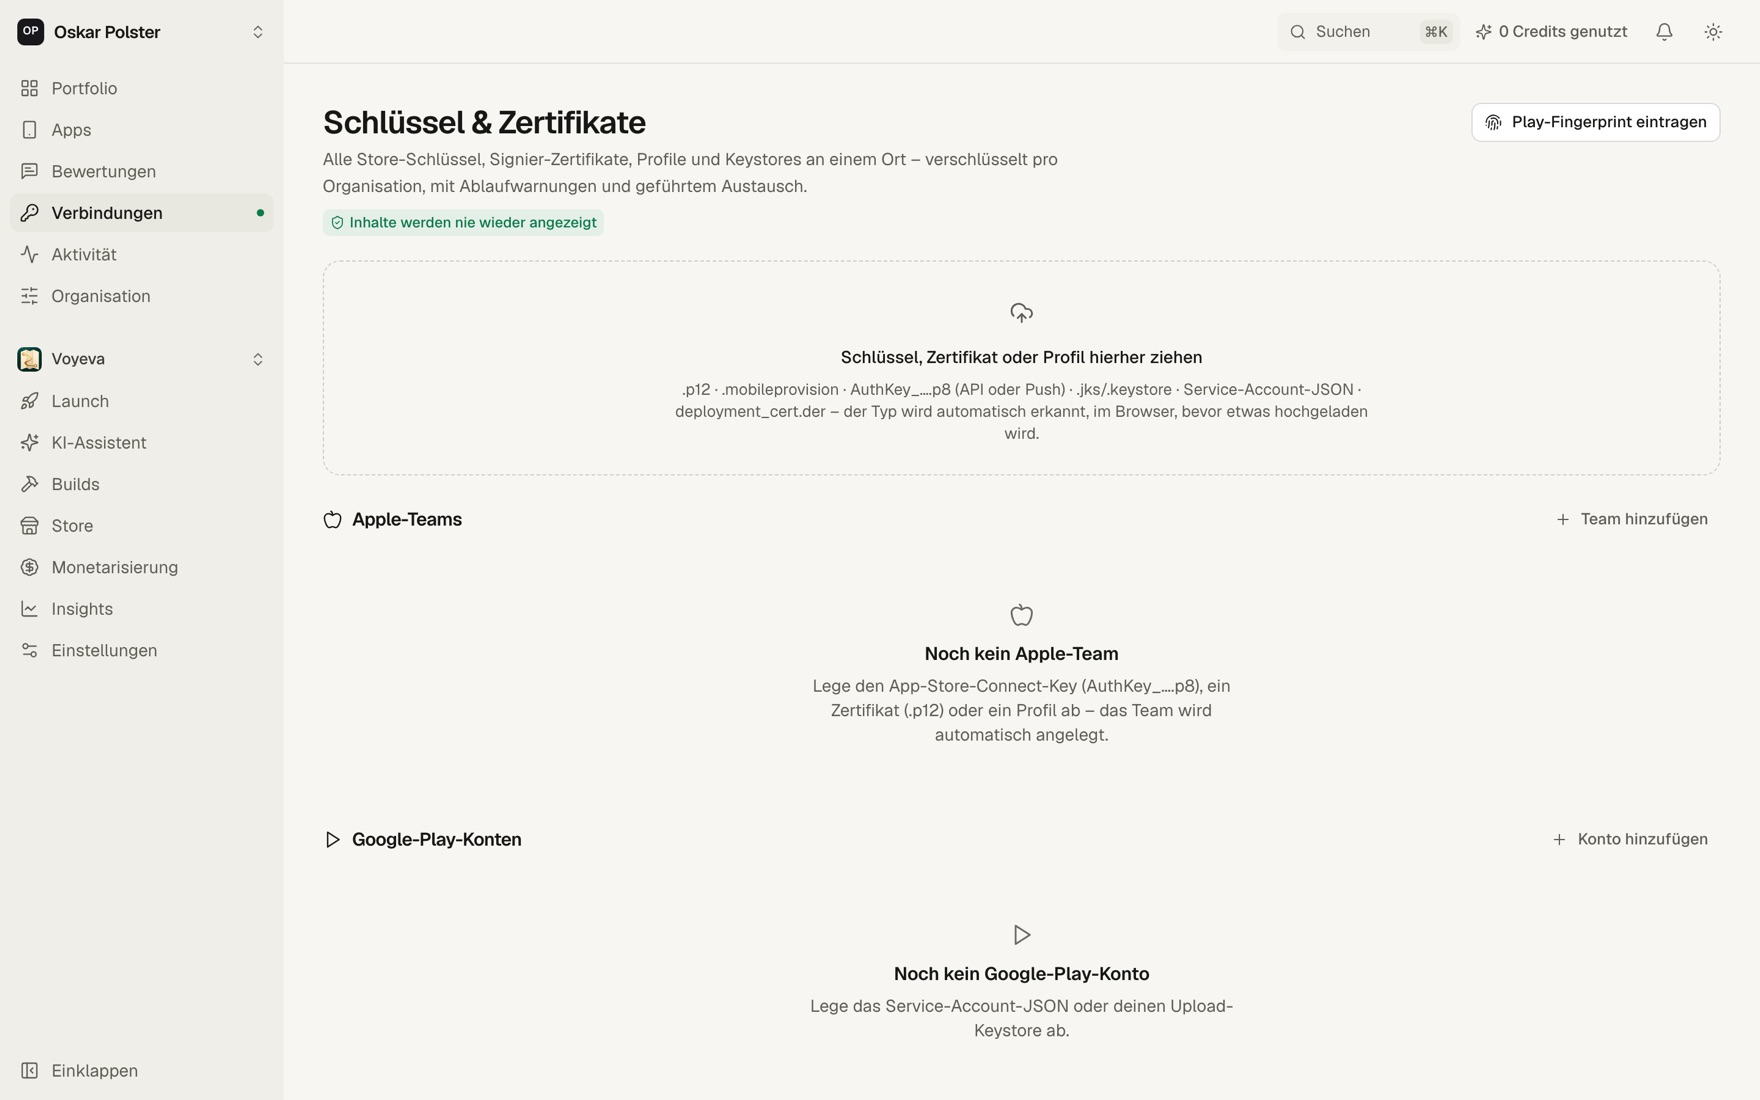 OP Oskar Polster
Portfolio
Apps
Bewertungen
Verbindungen
Aktivität
Organisation
Voyeva
Launch
KI-Assistent
Builds
Store
Monetarisierung
Insights
Einstellungen
Einklappen
Suchen ⌘K 0 Credits genutzt
Schlüssel & Zertifikate
Play-Fingerprint eintragen
Alle Store-Schlüssel, Signier-Zertifikate, Profile und Keystores an einem Ort – verschlüsselt pro
Organisation, mit Ablaufwarnungen und geführtem Austausch.
Inhalte werden nie wieder angezeigt
Schlüssel, Zertifikat oder Profil hierher ziehen
.p12 · .mobileprovision · AuthKey_….p8 (API oder Push) · .jks/.keystore · Service-Account-JSON ·
deployment_cert.der – der Typ wird automatisch erkannt, im Browser, bevor etwas hochgeladen
wird.
Apple-Teams
Team hinzufügen
Noch kein Apple-Team
Lege den App-Store-Connect-Key (AuthKey_….p8), ein
Zertifikat (.p12) oder ein Profil ab – das Team wird
automatisch angelegt.
Google-Play-Konten
Konto hinzufügen
Noch kein Google-Play-Konto
Lege das Service-Account-JSON oder deinen Upload-
Keystore ab.